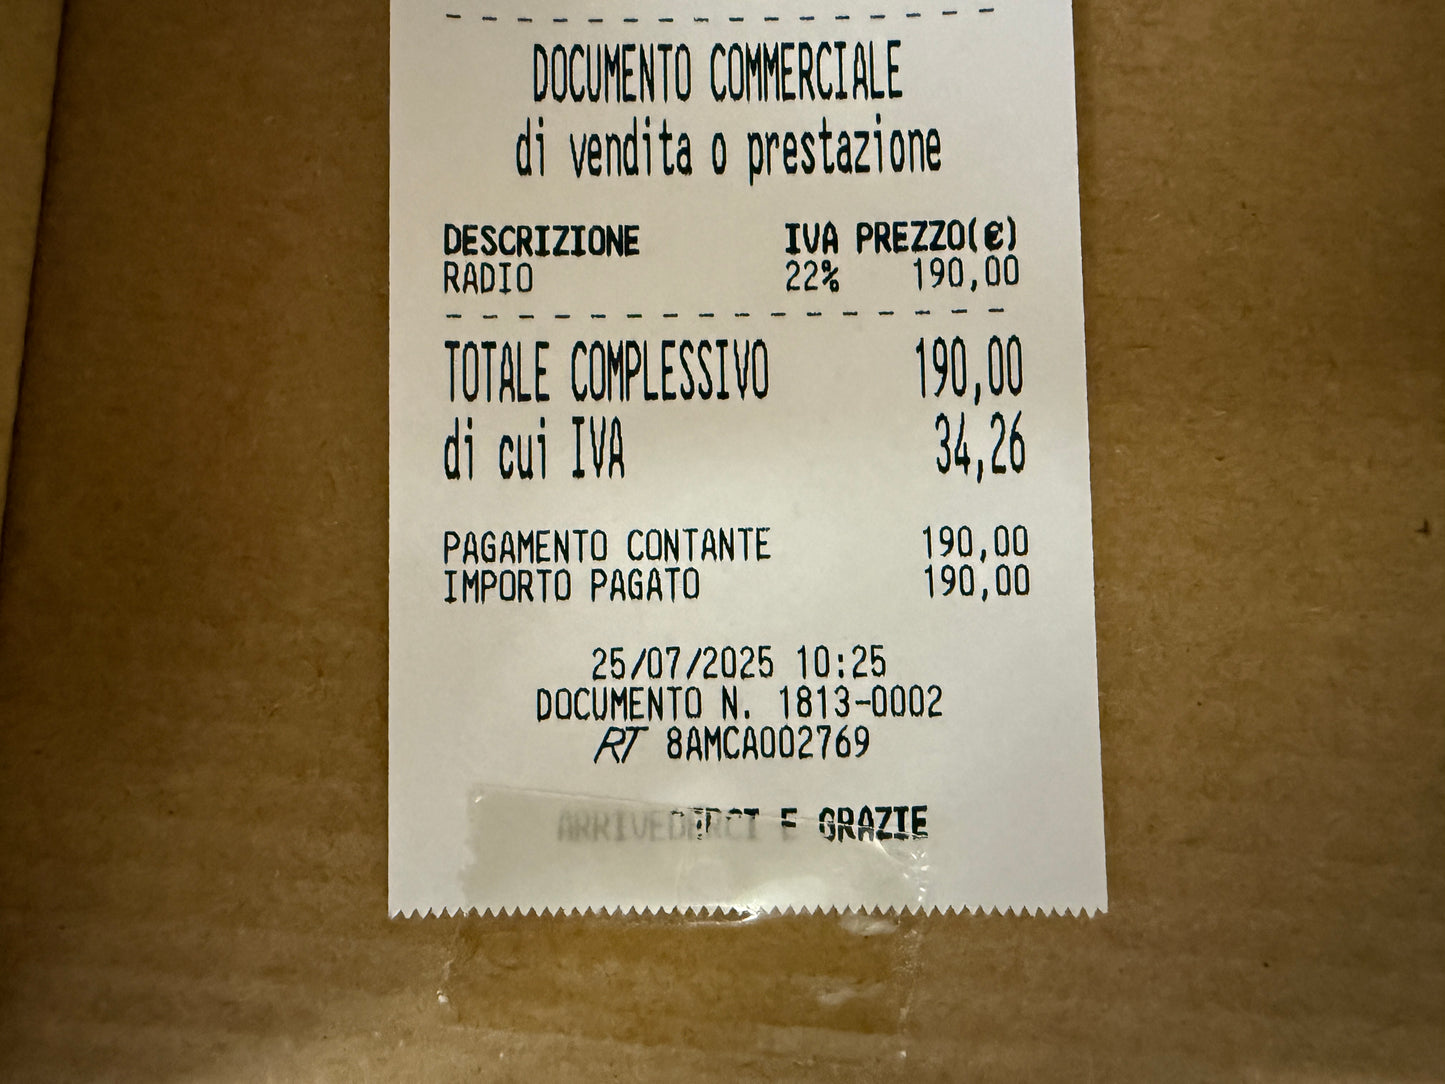 DOCUMENTO COMMERCIALE
di vendita o prestazione
DESCRIZIONE IVA PREZZO(€)
RADIO 22% 190,00
TOTALE COMPLESSIVO 190,00
di cui IVA 34,26
PAGAMENTO CONTANTE 190,00
IMPORTO PAGATO 190,00
25/07/2025 10:25
DOCUMENTO N. 1813-0002
RT 8AMCA002769
ARRIVEDERCI E GRAZIE